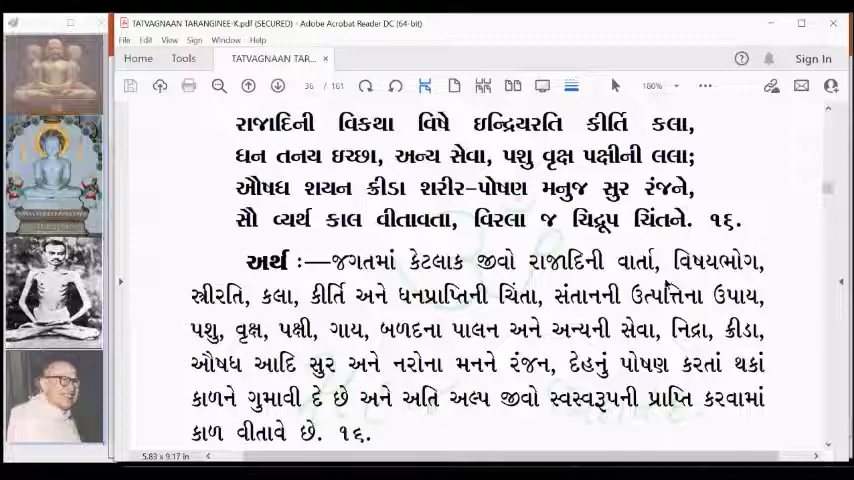 TATVAGNAAN TARANGINEE-K.pdf (SECURED) - Adobe Acrobat Reader DC (64-bit)
File Edit View Sign Window Help
Home Tools TATVAGNAAN TAR... × Sign In
36 / 161 180%
રાજાદિની વિકથા વિષે ઇન્દ્રિયરતિ કીર્તિ કલા,
ધન તનય ઇચ્છા, અન્ય સેવા, પશુ વૃક્ષ પક્ષીની લલા;
ઔષધ શયન ક્રીડા શરીર-પોષણ મનુજ સુર રંજને,
સૌ વ્યર્થ કાલ વીતાવતા, વિરલા જ ચિદ્રૂપ ચિંતને. ૧૬.
અર્થ :—જગતમાં કેટલાક જીવો રાજાદિની વાર્તા, વિષયભોગ,
સ્ત્રીરતિ, કલા, કીર્તિ અને ધનપ્રાપ્તિની ચિંતા, સંતાનની ઉત્પત્તિના ઉપાય,
પશુ, વૃક્ષ, પક્ષી, ગાય, બળદના પાલન અને અન્યની સેવા, નિદ્રા, ક્રીડા,
ઔષધ આદિ સુર અને નરોના મનને રંજન, દેહનું પોષણ કરતાં થકાં
કાળને ગુમાવી દે છે અને અતિ અલ્પ જીવો સ્વસ્વરૂપની પ્રાપ્તિ કરવામાં
કાળ વીતાવે છે. ૧૬.
5.83 x 9.17 in